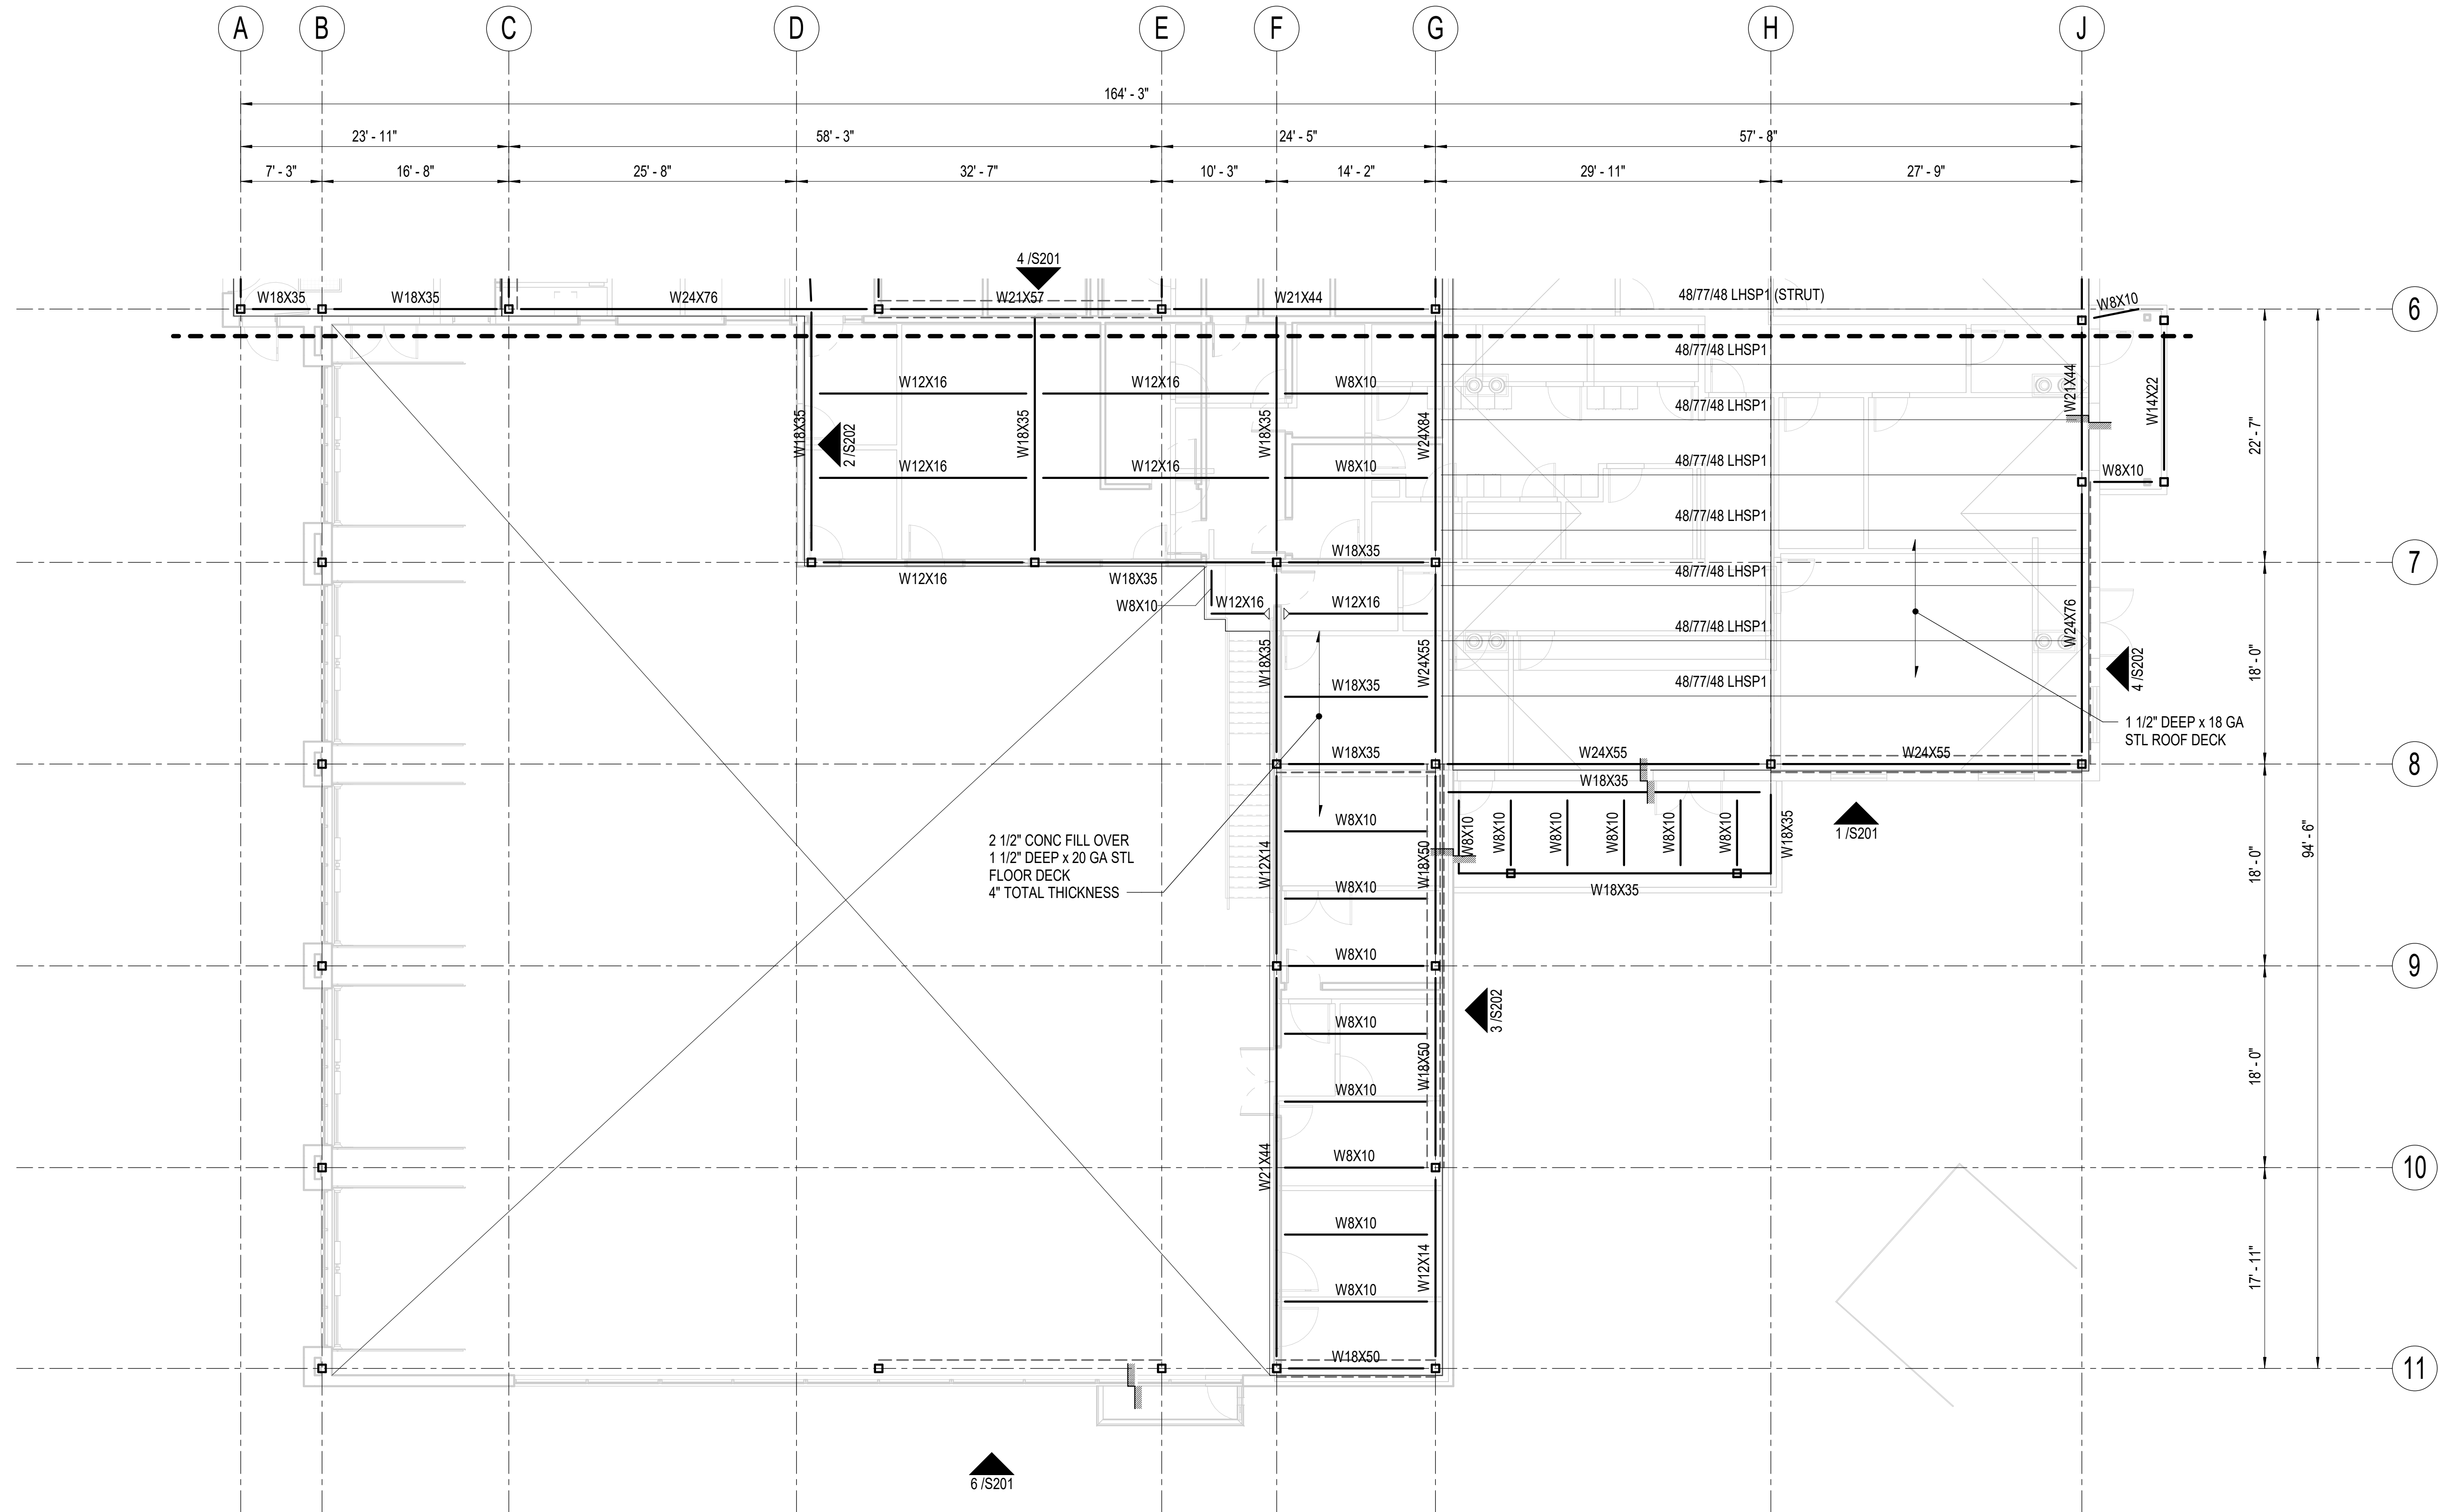 A B C D E F G H J
164' - 3"
23' - 11" 58' - 3" 24' - 5" 57' - 8"
7' - 3" 16' - 8" 25' - 8" 32' - 7" 10' - 3" 14' - 2" 29' - 11" 27' - 9"
4 /S201
W18X35 W18X35 W24X76 W21X57 W21X44 48/77/48 LHSP1 (STRUT) W8X10
6
48/77/48 LHSP1
W12X16 W12X16 W8X10
W21X44
W14X22
48/77/48 LHSP1
W18X35
2 /S202
W18X35
W18X35
W24X84
22' - 7"
48/77/48 LHSP1
W12X16 W12X16 W8X10
W8X10
48/77/48 LHSP1
W18X35
7
W12X16 W18X35
48/77/48 LHSP1
W8X10
W12X16 W12X16
48/77/48 LHSP1
W18X35
W24X55
W24X76
4 /S202
18' - 0"
W18X35
48/77/48 LHSP1
1 1/2" DEEP x 18 GA
STL ROOF DECK
W18X35 W24X55 W24X55
8
W18X35
W8X10
W8X10
W8X10
W8X10
W8X10
W8X10
W18X35
1 /S201
W8X10
2 1/2" CONC FILL OVER
1 1/2" DEEP x 20 GA STL
FLOOR DECK
4" TOTAL THICKNESS
W12X14
W18X50
18' - 0"
94' - 6"
W8X10
W18X35
W8X10
9
3 /S202
W8X10
W18X50
18' - 0"
W8X10
W21X44
W8X10
10
W8X10
W12X14
17' - 11"
W8X10
W18X50
11
6 /S201